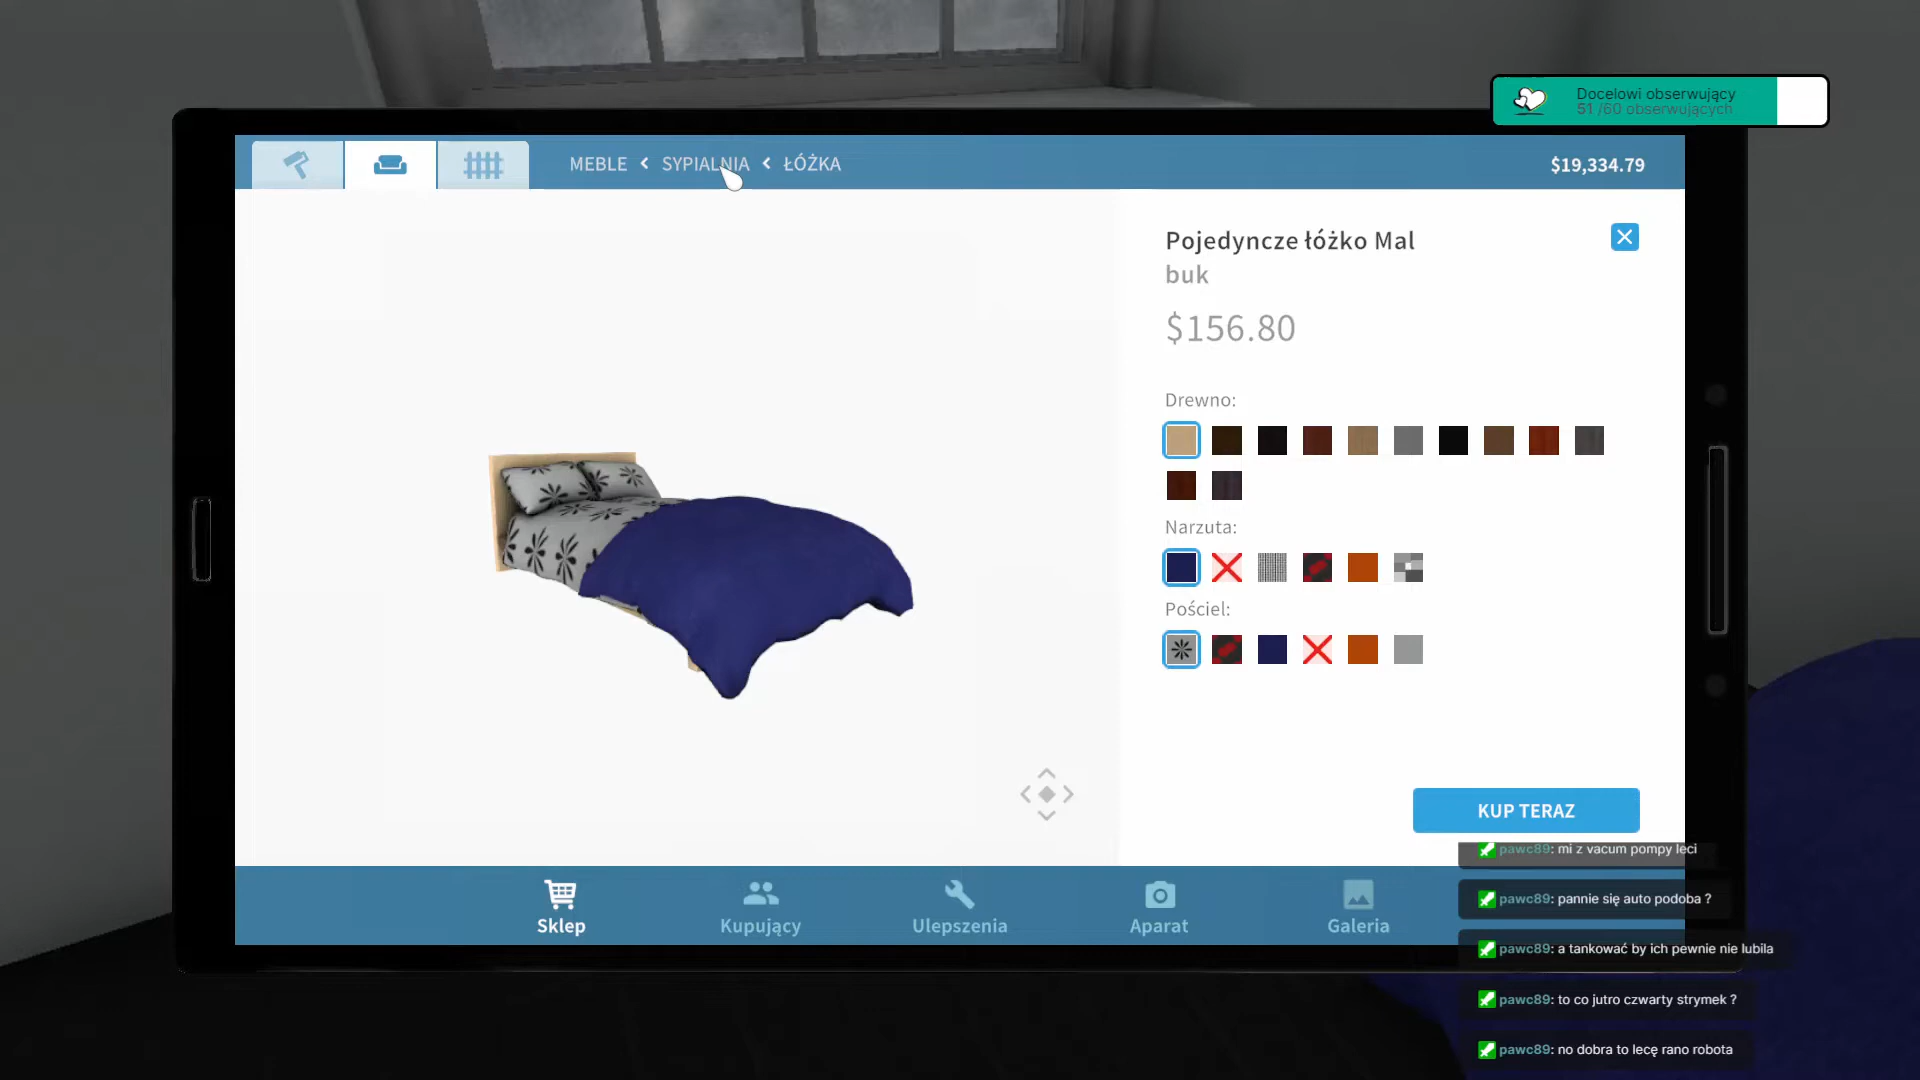 Docelowi obserwujący
51 /60 obserwujących
MEBLE < SYPIALNIA < ŁÓŻKA
$19,334.79
Pojedyncze łóżko Mal
buk
$156.80
Drewno:
Narzuta:
Pościel:
KUP TERAZ
Sklep
Kupujący
Ulepszenia
Aparat
Galeria
pawc89: mi z vacum pompy leci
pawc89: pannie się auto podoba ?
pawc89: a tankować by ich pewnie nie lubila
pawc89: to co jutro czwarty strymek ?
pawc89: no dobra to lecę rano robota